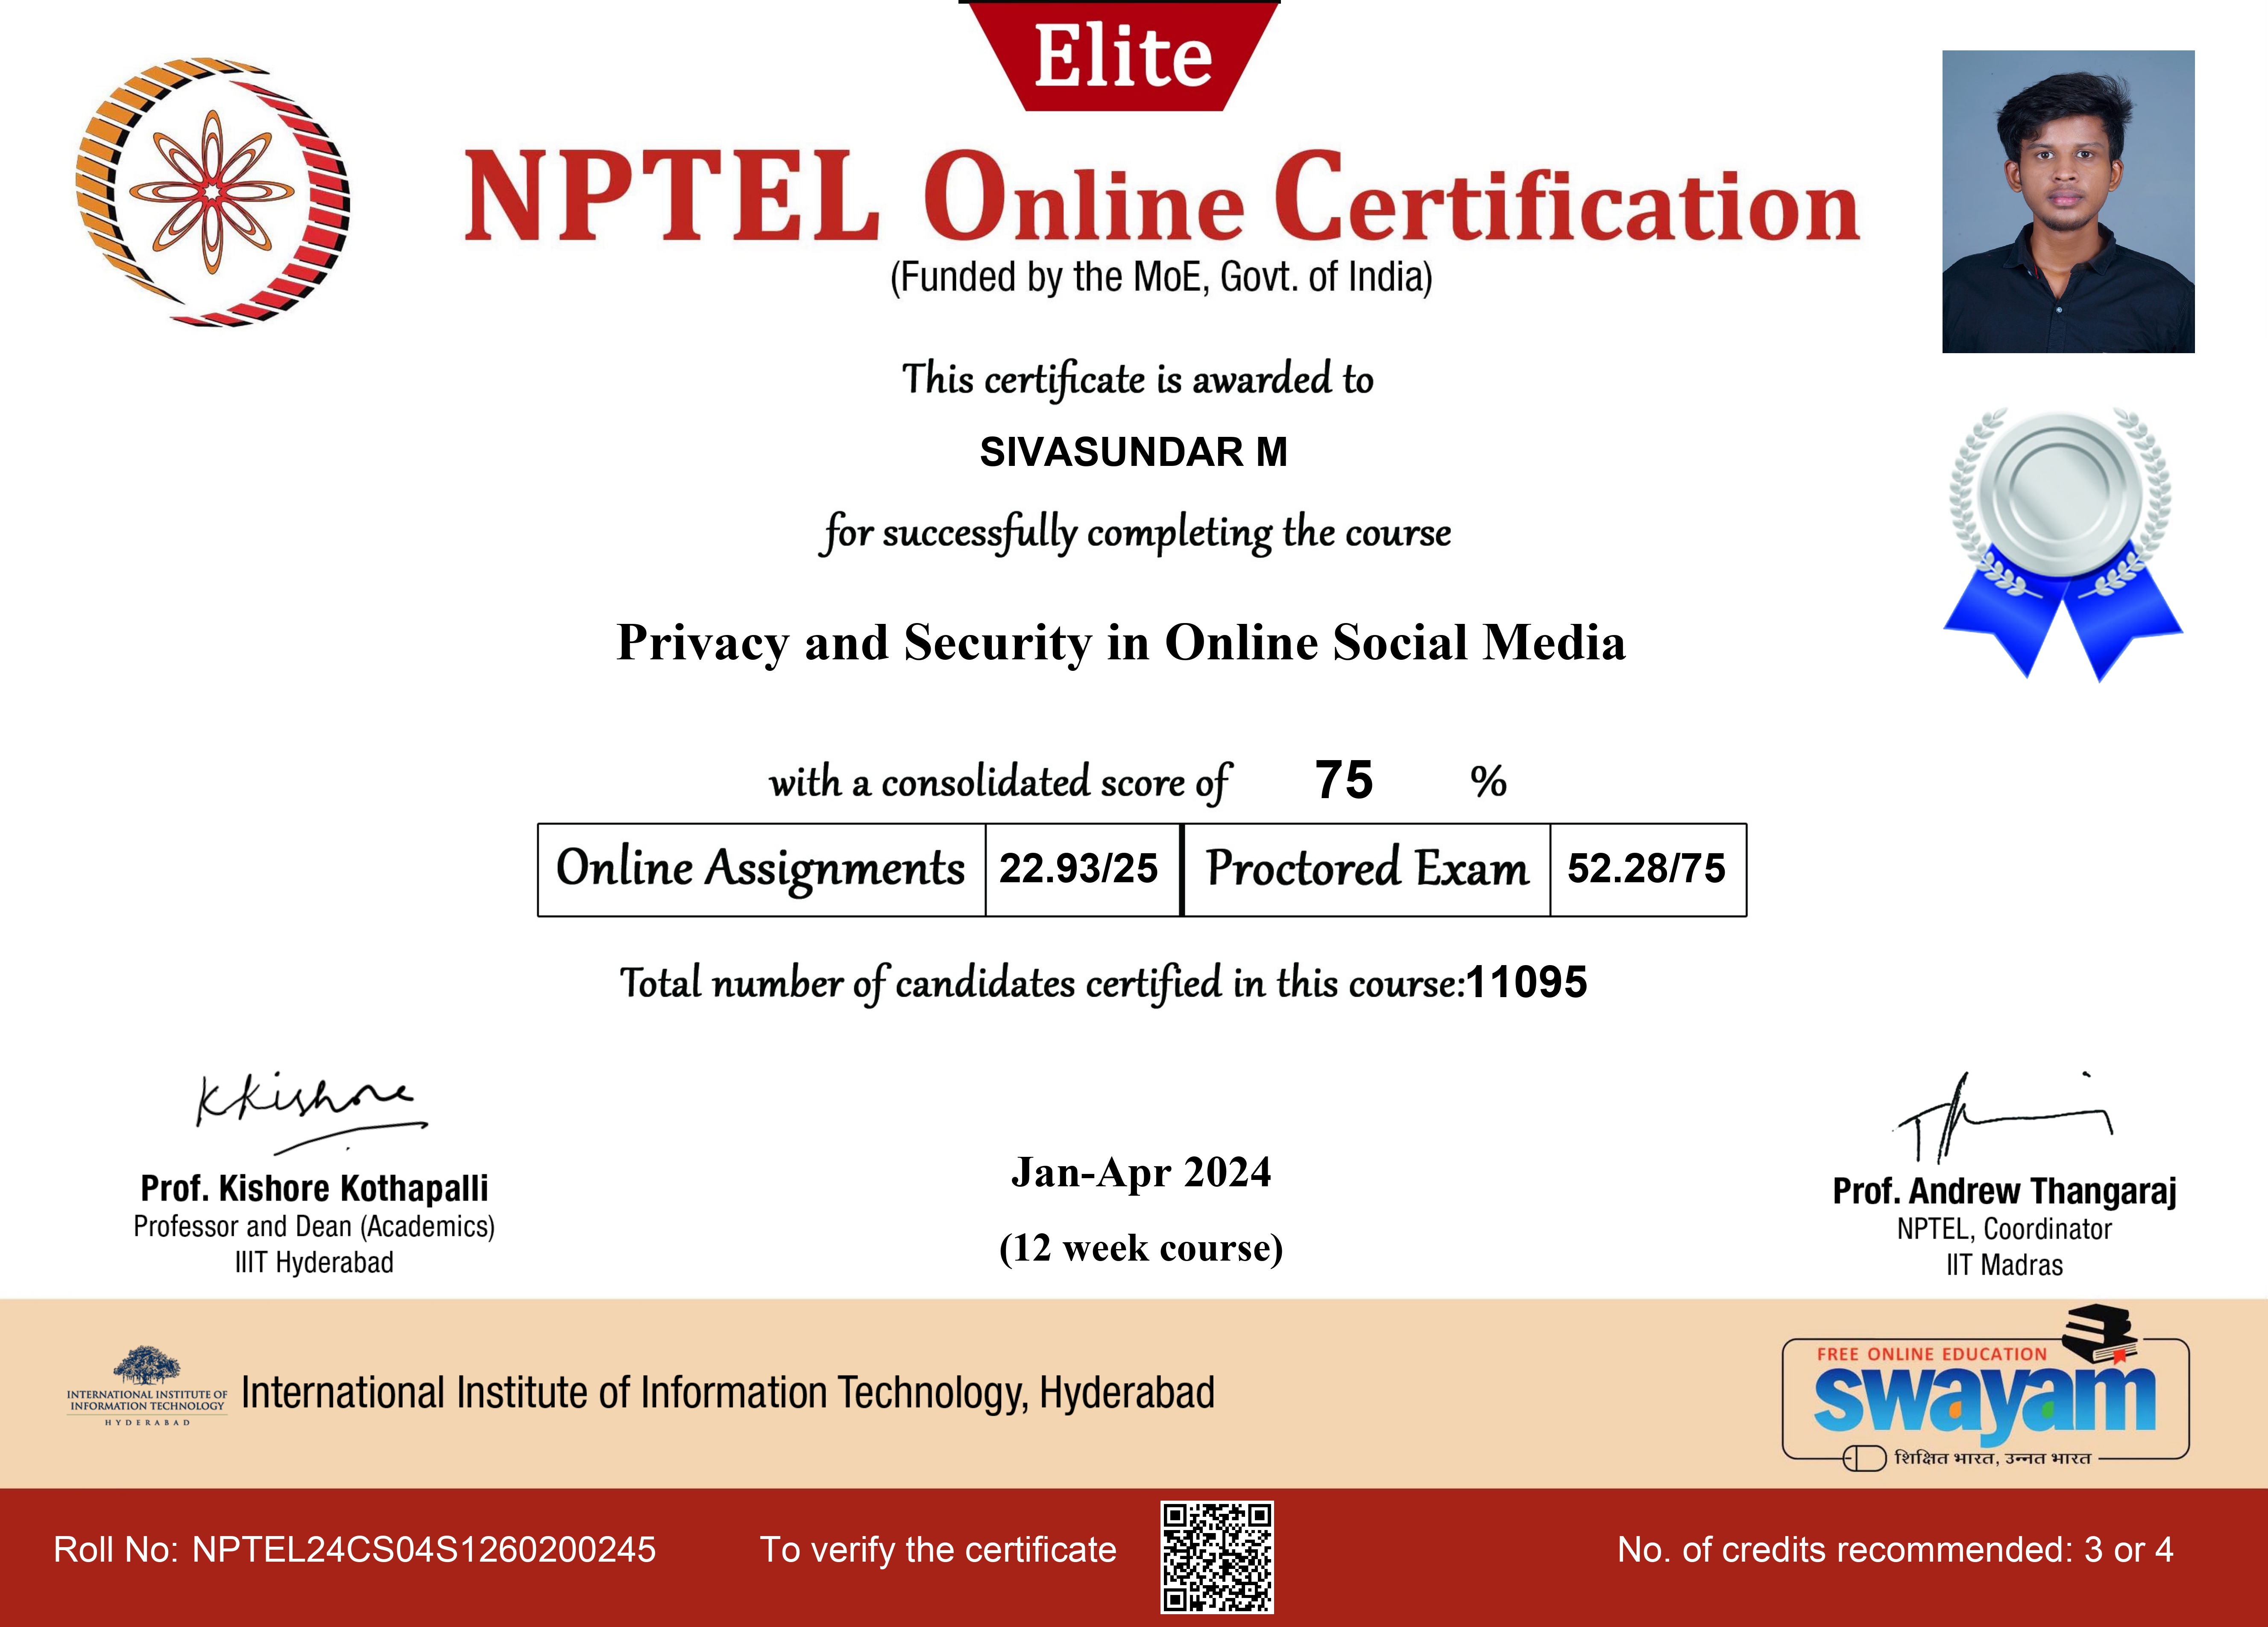 Elite
NPTEL Online Certification
(Funded by the MoE, Govt. of India)
This certificate is awarded to
SIVASUNDAR M
for successfully completing the course
Privacy and Security in Online Social Media
with a consolidated score of 75 %
Online Assignments 22.93/25 Proctored Exam 52.28/75
Total number of candidates certified in this course:11095
KKishore
Prof. Kishore Kothapalli
Professor and Dean (Academics)
IIIT Hyderabad
Jan-Apr 2024
(12 week course)
Prof. Andrew Thangaraj
NPTEL, Coordinator
IIT Madras
INTERNATIONAL INSTITUTE OF
INFORMATION TECHNOLOGY
HYDERABAD
International Institute of Information Technology, Hyderabad
FREE ONLINE EDUCATION
swayam
शिक्षित भारत, उन्नत भारत
Roll No: NPTEL24CS04S1260200245 To verify the certificate No. of credits recommended: 3 or 4